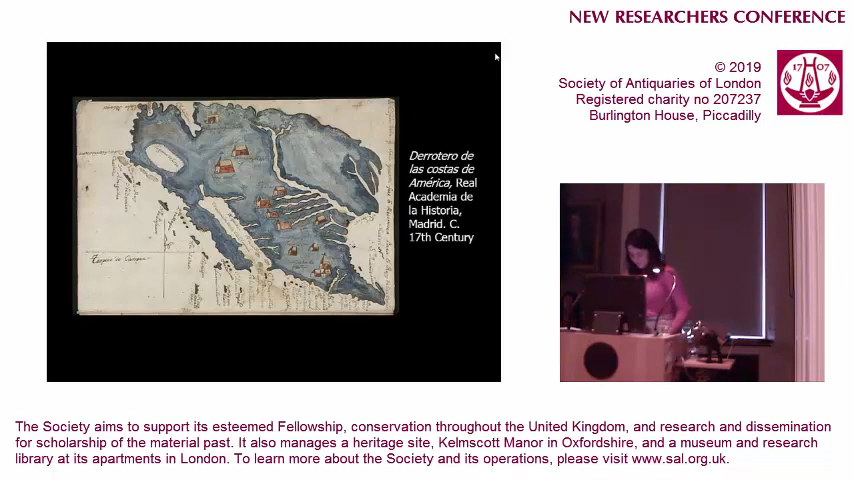 NEW RESEARCHERS CONFERENCE
© 2019
Society of Antiquaries of London
Registered charity no 207237
Burlington House, Piccadilly
17 07
Derrotero de
las costas de
América, Real
Academia de
la Historia,
Madrid. C.
17th Century
The Society aims to support its esteemed Fellowship, conservation throughout the United Kingdom, and research and dissemination
for scholarship of the material past. It also manages a heritage site, Kelmscott Manor in Oxfordshire, and a museum and research
library at its apartments in London. To learn more about the Society and its operations, please visit www.sal.org.uk.